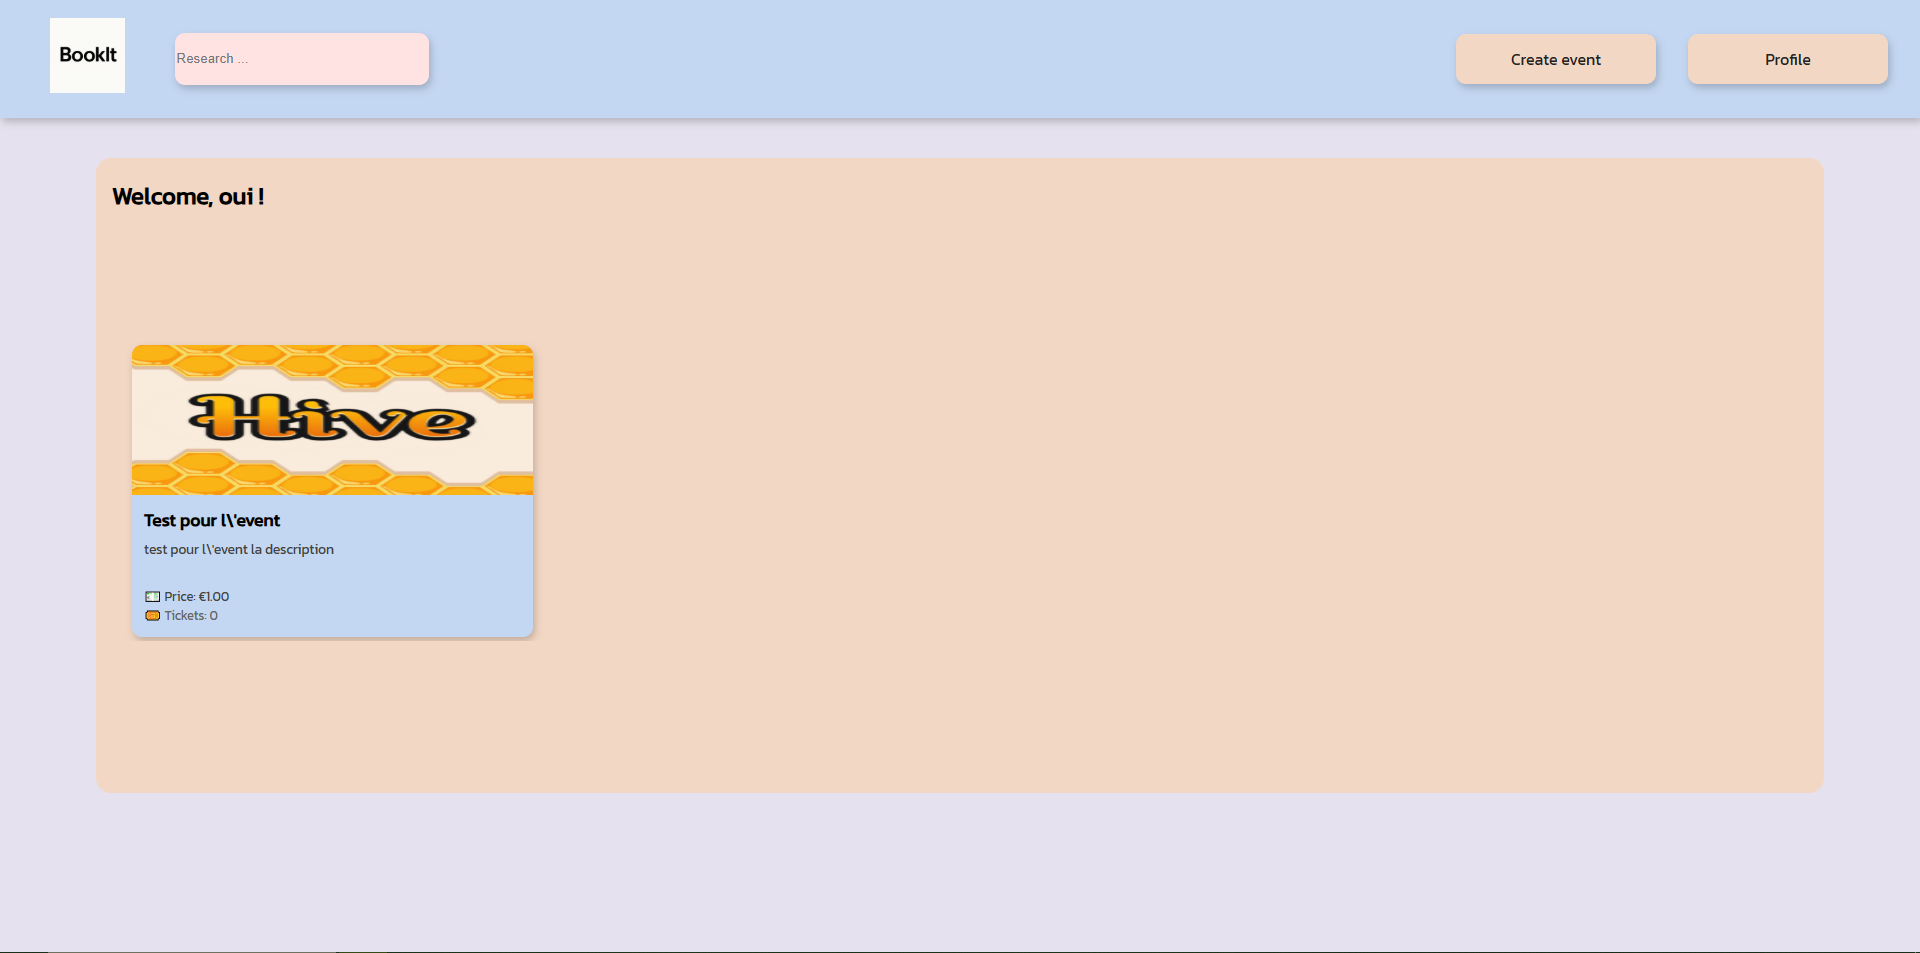 BookIt
Research ...
Create event
Profile
Welcome, oui !
Hive
Test pour l\'event
test pour l\'event la description
Price: €1.00
Tickets: 0